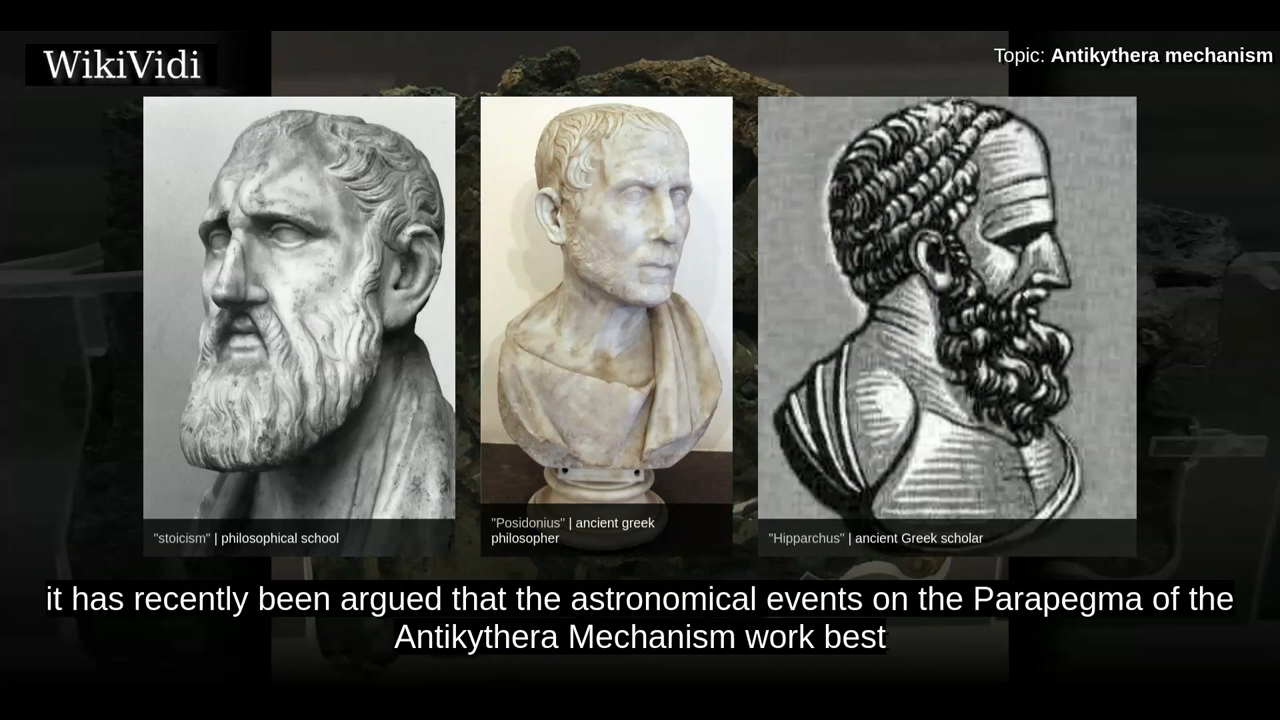 WikiVidi
Topic: Antikythera mechanism
"stoicism" | philosophical school
"Posidonius" | ancient greek
philosopher
"Hipparchus" | ancient Greek scholar
it has recently been argued that the astronomical events on the Parapegma of the
Antikythera Mechanism work best